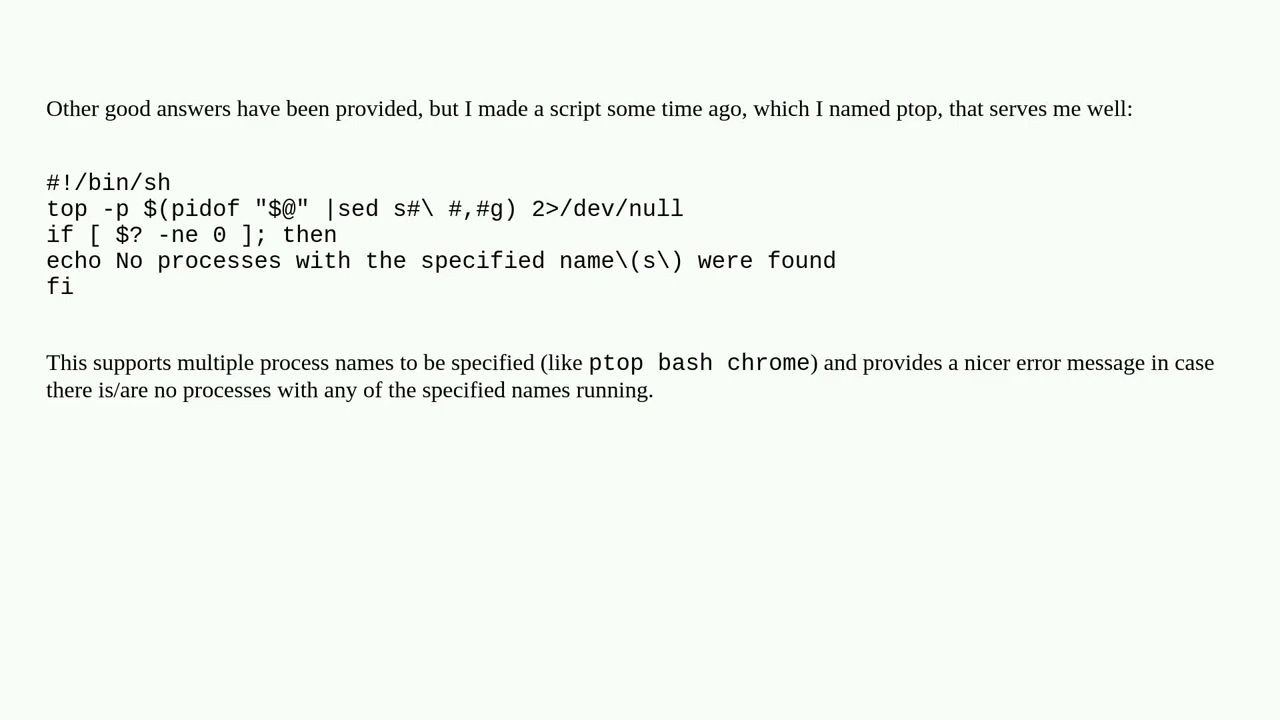 Other good answers have been provided, but I made a script some time ago, which I named ptop, that serves me well:
#!/bin/sh
top -p $(pidof "$@" |sed s#\ #,#g) 2>/dev/null
if [ $? -ne 0 ]; then
echo No processes with the specified name\(s\) were found
fi
This supports multiple process names to be specified (like ptop bash chrome) and provides a nicer error message in case
there is/are no processes with any of the specified names running.